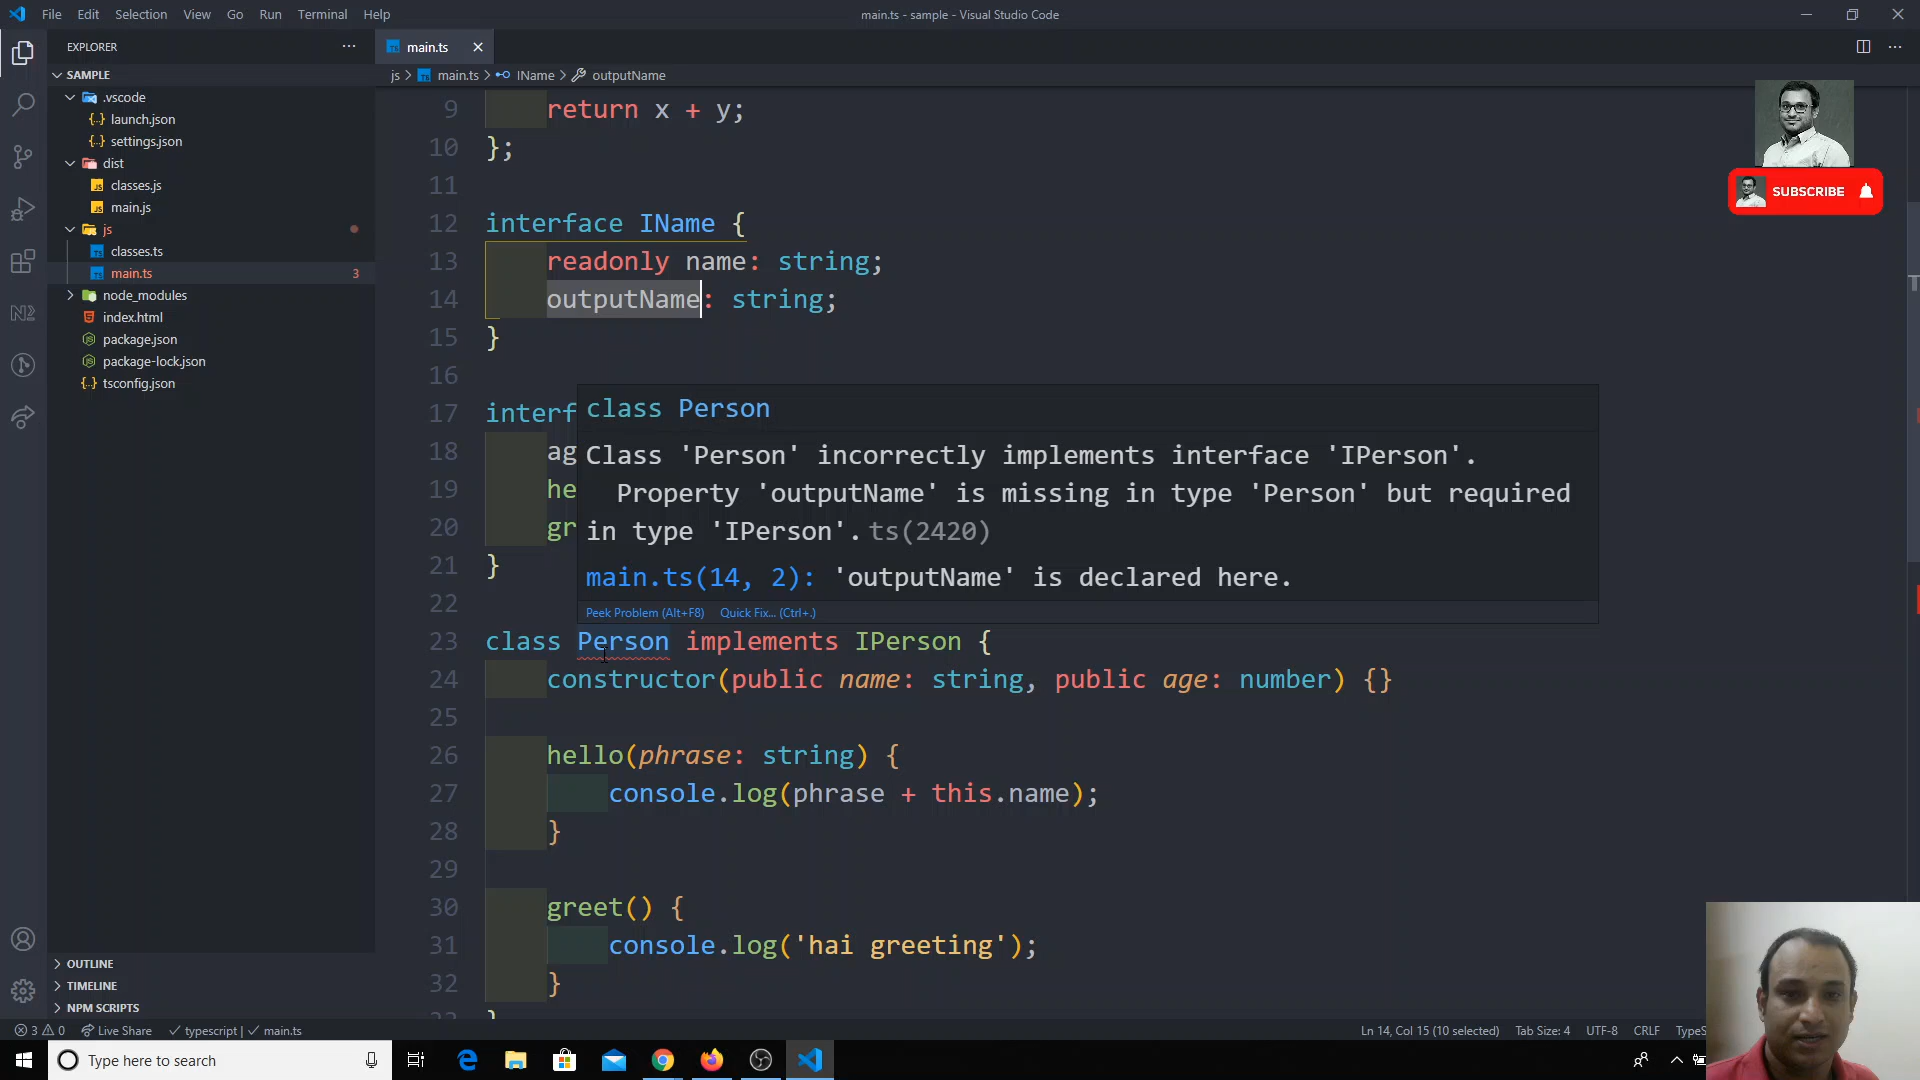 File Edit Selection View Go Run Terminal Help
main.ts - sample - Visual Studio Code
EXPLORER
main.ts
SAMPLE
js > main.ts > IName > outputName
.vscode
launch.json
settings.json
dist
classes.js
main.js
js
classes.ts
main.ts 3
node_modules
index.html
package.json
package-lock.json
tsconfig.json
9 return x + y;
10 };
11
12 interface IName {
13 readonly name: string;
14 outputName: string;
15 }
16
17 interf
18 ag
19 he
20 gr
21 }
22
class Person
Class 'Person' incorrectly implements interface 'IPerson'.
Property 'outputName' is missing in type 'Person' but required
in type 'IPerson'. ts(2420)
main.ts(14, 2): 'outputName' is declared here.
Peek Problem (Alt+F8) Quick Fix... (Ctrl+.)
23 class Person implements IPerson {
24 constructor(public name: string, public age: number) {}
25
26 hello(phrase: string) {
27 console.log(phrase + this.name);
28 }
29
30 greet() {
31 console.log('hai greeting');
32 }
SUBSCRIBE
OUTLINE
TIMELINE
NPM SCRIPTS
3 0 Live Share typescript | main.ts
Ln 14, Col 15 (10 selected) Tab Size: 4 UTF-8 CRLF TypeS
Type here to search